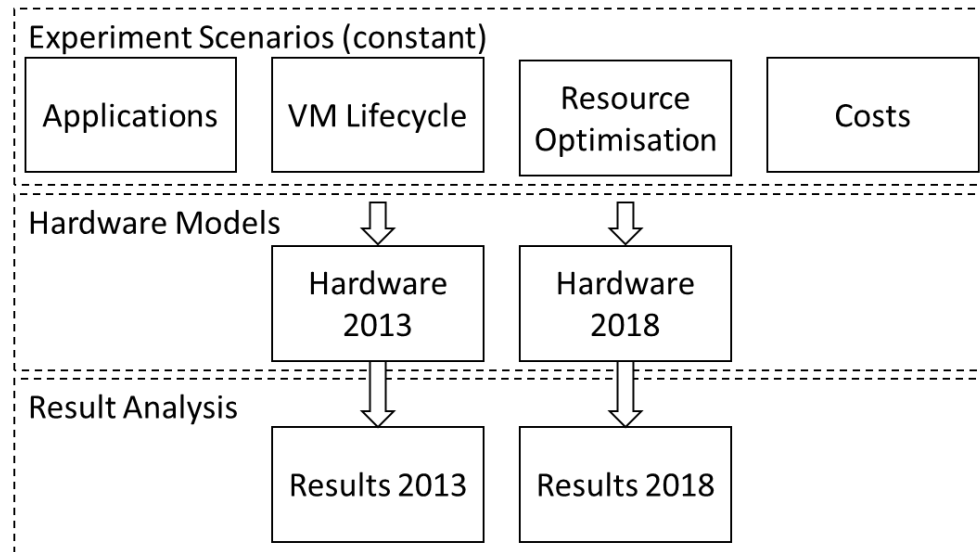 Experiment Scenarios (constant)
Applications
VM Lifecycle
Resource
Optimisation
Costs
Hardware Models
Hardware
2013
Hardware
2018
Result Analysis
Results 2013
Results 2018